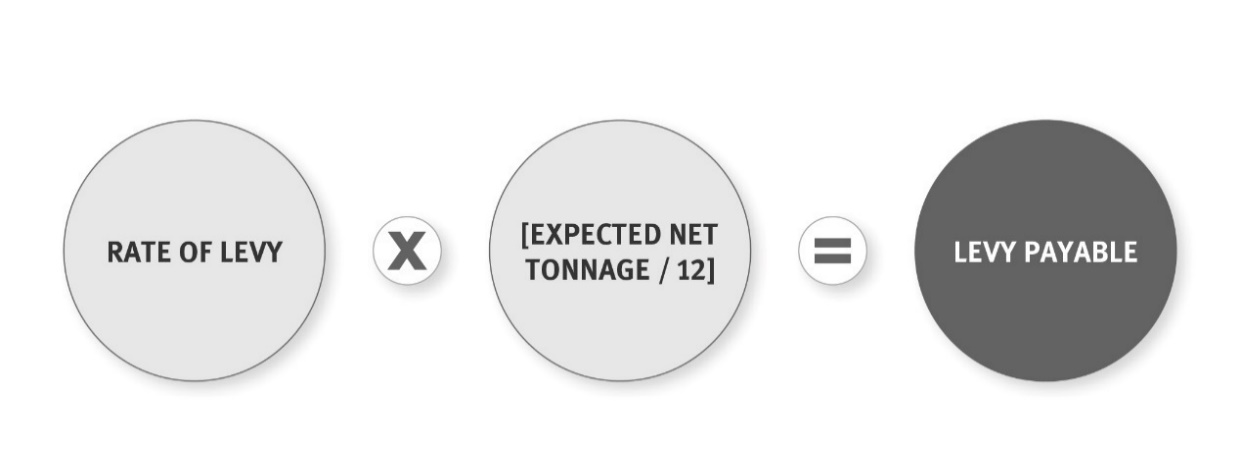 RATE OF LEVY
X
[EXPECTED NET
TONNAGE / 12]
=
LEVY PAYABLE